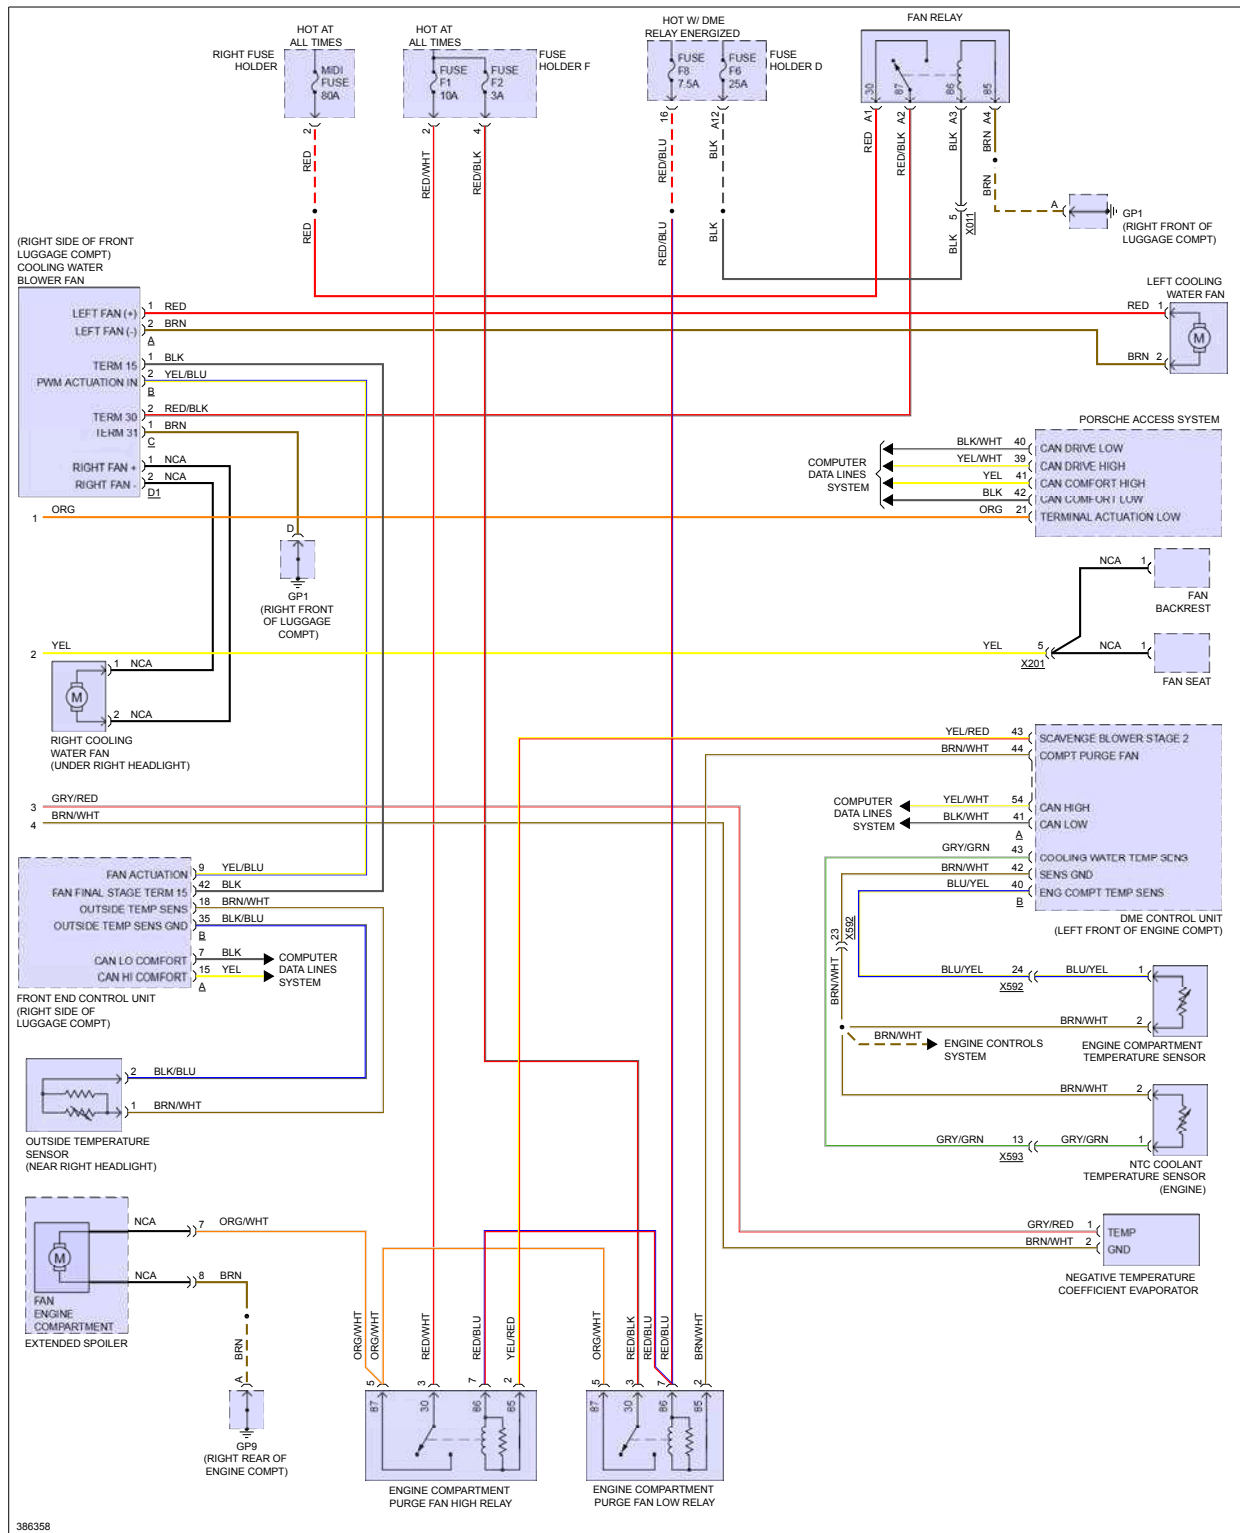 HOT AT
ALL TIMES
RIGHT FUSE
HOLDER
MIDI
FUSE
80A
2
RED
RED
HOT AT
ALL TIMES
FUSE
F1
10A
FUSE
F2
3A
FUSE
HOLDER F
2
4
RED/WHT
RED/BLK
HOT W/ DME
RELAY ENERGIZED
FUSE
F8
7.5A
FUSE
F6
25A
FUSE
HOLDER D
16
A12
RED/BLU
BLK
RED/BLU
BLK
FAN RELAY
30
87
86
85
A1
A2
A3
A4
RED
RED/BLK
BLK
BRN
BRN
5
X011
BLK
A
GP1
(RIGHT FRONT OF
LUGGAGE COMPT)
(RIGHT SIDE OF FRONT
LUGGAGE COMPT)
COOLING WATER
BLOWER FAN
LEFT FAN (+) 1 RED
LEFT FAN (-) 2 BRN
A
TERM 15 1 BLK
PWM ACTUATION IN 2 YEL/BLU
B
TERM 30 2 RED/BLK
TERM 31 1 BRN
C
RIGHT FAN + 1 NCA
RIGHT FAN - 2 NCA
D1
LEFT COOLING
WATER FAN
RED 1
M
BRN 2
PORSCHE ACCESS SYSTEM
BLK/WHT 40 CAN DRIVE LOW
YEL/WHT 39 CAN DRIVE HIGH
YEL 41 CAN COMFORT HIGH
BLK 42 CAN COMFORT LOW
ORG 21 TERMINAL ACTUATION LOW
COMPUTER
DATA LINES
SYSTEM
1 ORG
D
GP1
(RIGHT FRONT
OF LUGGAGE
COMPT)
NCA 1
FAN
BACKREST
2 YEL
YEL 5
X201
NCA 1
FAN SEAT
1 NCA
M
2 NCA
RIGHT COOLING
WATER FAN
(UNDER RIGHT HEADLIGHT)
YEL/RED 43 SCAVENGE BLOWER STAGE 2
BRN/WHT 44 COMPT PURGE FAN
YEL/WHT 54 CAN HIGH
BLK/WHT 41 CAN LOW
A
COMPUTER
DATA LINES
SYSTEM
GRY/GRN 43 COOLING WATER TEMP SENS
BRN/WHT 42 SENS GND
BLU/YEL 40 ENG COMPT TEMP SENS
B
DME CONTROL UNIT
(LEFT FRONT OF ENGINE COMPT)
3 GRY/RED
4 BRN/WHT
FAN ACTUATION 9 YEL/BLU
FAN FINAL STAGE TERM 15 42 BLK
OUTSIDE TEMP SENS 18 BRN/WHT
OUTSIDE TEMP SENS GND 35 BLK/BLU
B
CAN LO COMFORT 7 BLK
CAN HI COMFORT 15 YEL
A
COMPUTER
DATA LINES
SYSTEM
FRONT END CONTROL UNIT
(RIGHT SIDE OF
LUGGAGE COMPT)
23
X592
BRN/WHT
BLU/YEL 24
X592
BLU/YEL 1
BRN/WHT 2
ENGINE COMPARTMENT
TEMPERATURE SENSOR
BRN/WHT
ENGINE CONTROLS
SYSTEM
BRN/WHT 2
GRY/GRN 13
X593
GRY/GRN 1
NTC COOLANT
TEMPERATURE SENSOR
(ENGINE)
2 BLK/BLU
1 BRN/WHT
OUTSIDE TEMPERATURE
SENSOR
(NEAR RIGHT HEADLIGHT)
NCA 7 ORG/WHT
M
NCA 8 BRN
FAN
ENGINE
COMPARTMENT
EXTENDED SPOILER
BRN
A
GP9
(RIGHT REAR OF
ENGINE COMPT)
GRY/RED 1 TEMP
BRN/WHT 2 GND
NEGATIVE TEMPERATURE
COEFFICIENT EVAPORATOR
ORG/WHT
ORG/WHT
RED/WHT
RED/BLU
YEL/RED
5
3
7
2
87
30
86
85
ENGINE COMPARTMENT
PURGE FAN HIGH RELAY
ORG/WHT
RED/BLK
RED/BLU
RED/BLU
BRN/WHT
5
3
7
2
87
30
86
85
ENGINE COMPARTMENT
PURGE FAN LOW RELAY
386358